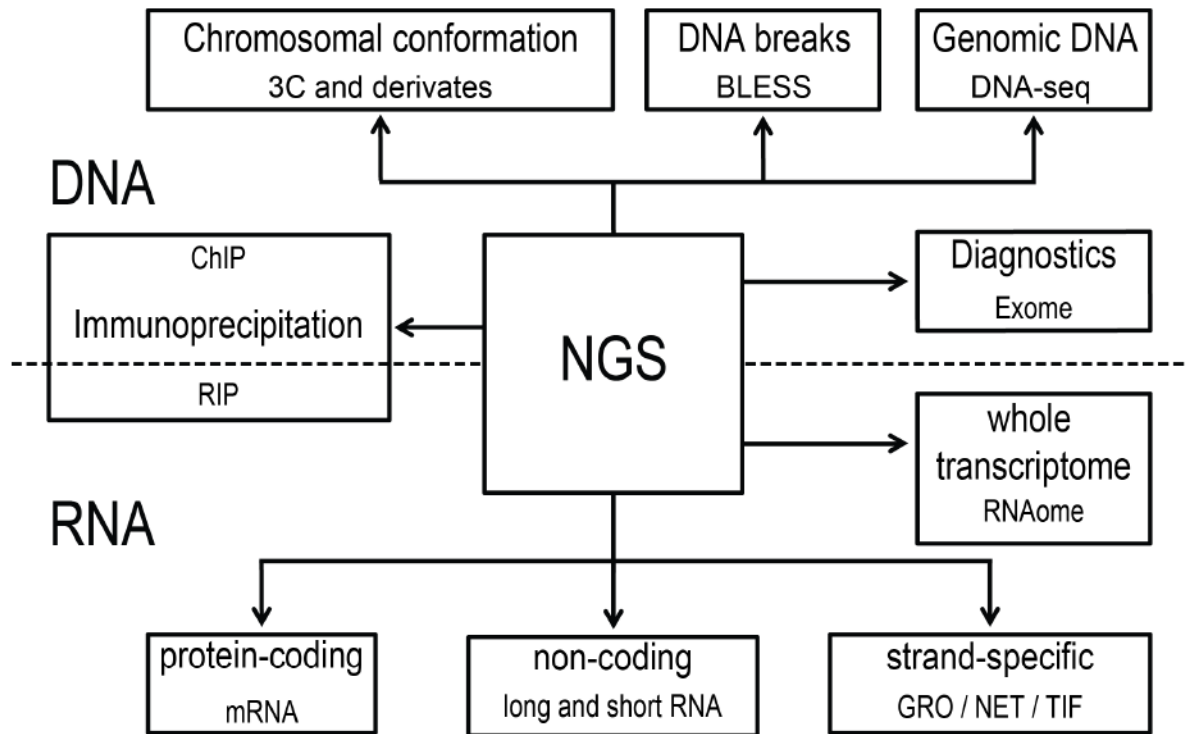 Chromosomal conformation
3C and derivates
DNA breaks
BLESS
Genomic DNA
DNA-seq
DNA
ChIP
Immunoprecipitation
RIP
NGS
Diagnostics
Exome
whole
transcriptome
RNAome
RNA
protein-coding
mRNA
non-coding
long and short RNA
strand-specific
GRO / NET / TIF